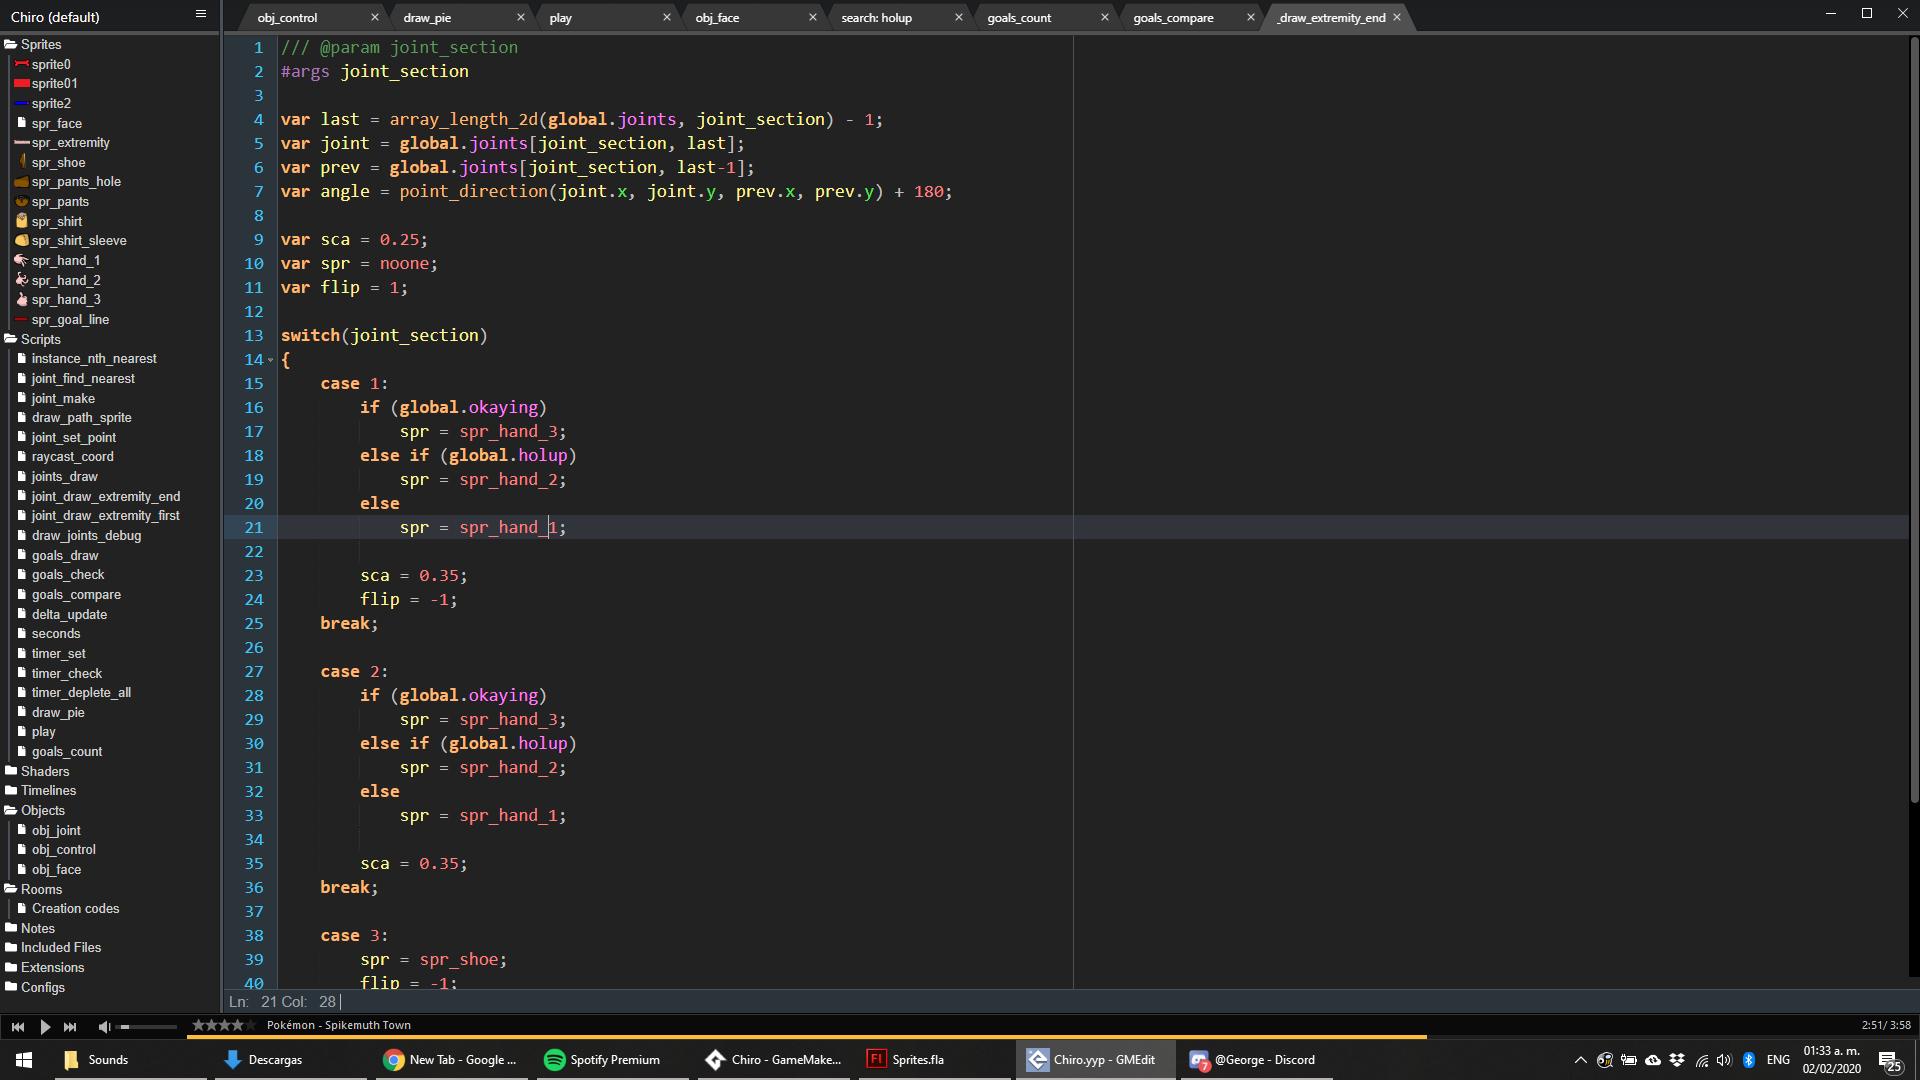 Chiro (default)
obj_control
draw_pie
play
obj_face
search: holup
goals_count
goals_compare
_draw_extremity_end
Sprites
sprite0
sprite01
sprite2
spr_face
spr_extremity
spr_shoe
spr_pants_hole
spr_pants
spr_shirt
spr_shirt_sleeve
spr_hand_1
spr_hand_2
spr_hand_3
spr_goal_line
Scripts
instance_nth_nearest
joint_find_nearest
joint_make
draw_path_sprite
joint_set_point
raycast_coord
joints_draw
joint_draw_extremity_end
joint_draw_extremity_first
draw_joints_debug
goals_draw
goals_check
goals_compare
delta_update
seconds
timer_set
timer_check
timer_deplete_all
draw_pie
play
goals_count
Shaders
Timelines
Objects
obj_joint
obj_control
obj_face
Rooms
Creation codes
Notes
Included Files
Extensions
Configs
1 /// @param joint_section
2 #args joint_section
3
4 var last = array_length_2d(global.joints, joint_section) - 1;
5 var joint = global.joints[joint_section, last];
6 var prev = global.joints[joint_section, last-1];
7 var angle = point_direction(joint.x, joint.y, prev.x, prev.y) + 180;
8
9 var sca = 0.25;
10 var spr = noone;
11 var flip = 1;
12
13 switch(joint_section)
14 {
15 case 1:
16 if (global.okaying)
17 spr = spr_hand_3;
18 else if (global.holup)
19 spr = spr_hand_2;
20 else
21 spr = spr_hand_1;
22
23 sca = 0.35;
24 flip = -1;
25 break;
26
27 case 2:
28 if (global.okaying)
29 spr = spr_hand_3;
30 else if (global.holup)
31 spr = spr_hand_2;
32 else
33 spr = spr_hand_1;
34
35 sca = 0.35;
36 break;
37
38 case 3:
39 spr = spr_shoe;
40 flip = -1;
Ln: 21 Col: 28
Pokémon - Spikemuth Town
2:51/ 3:58
Sounds
Descargas
New Tab - Google ...
Spotify Premium
Chiro - GameMake...
Sprites.fla
Chiro.yyp - GMEdit
@George - Discord
ENG
01:33 a. m.
02/02/2020
25